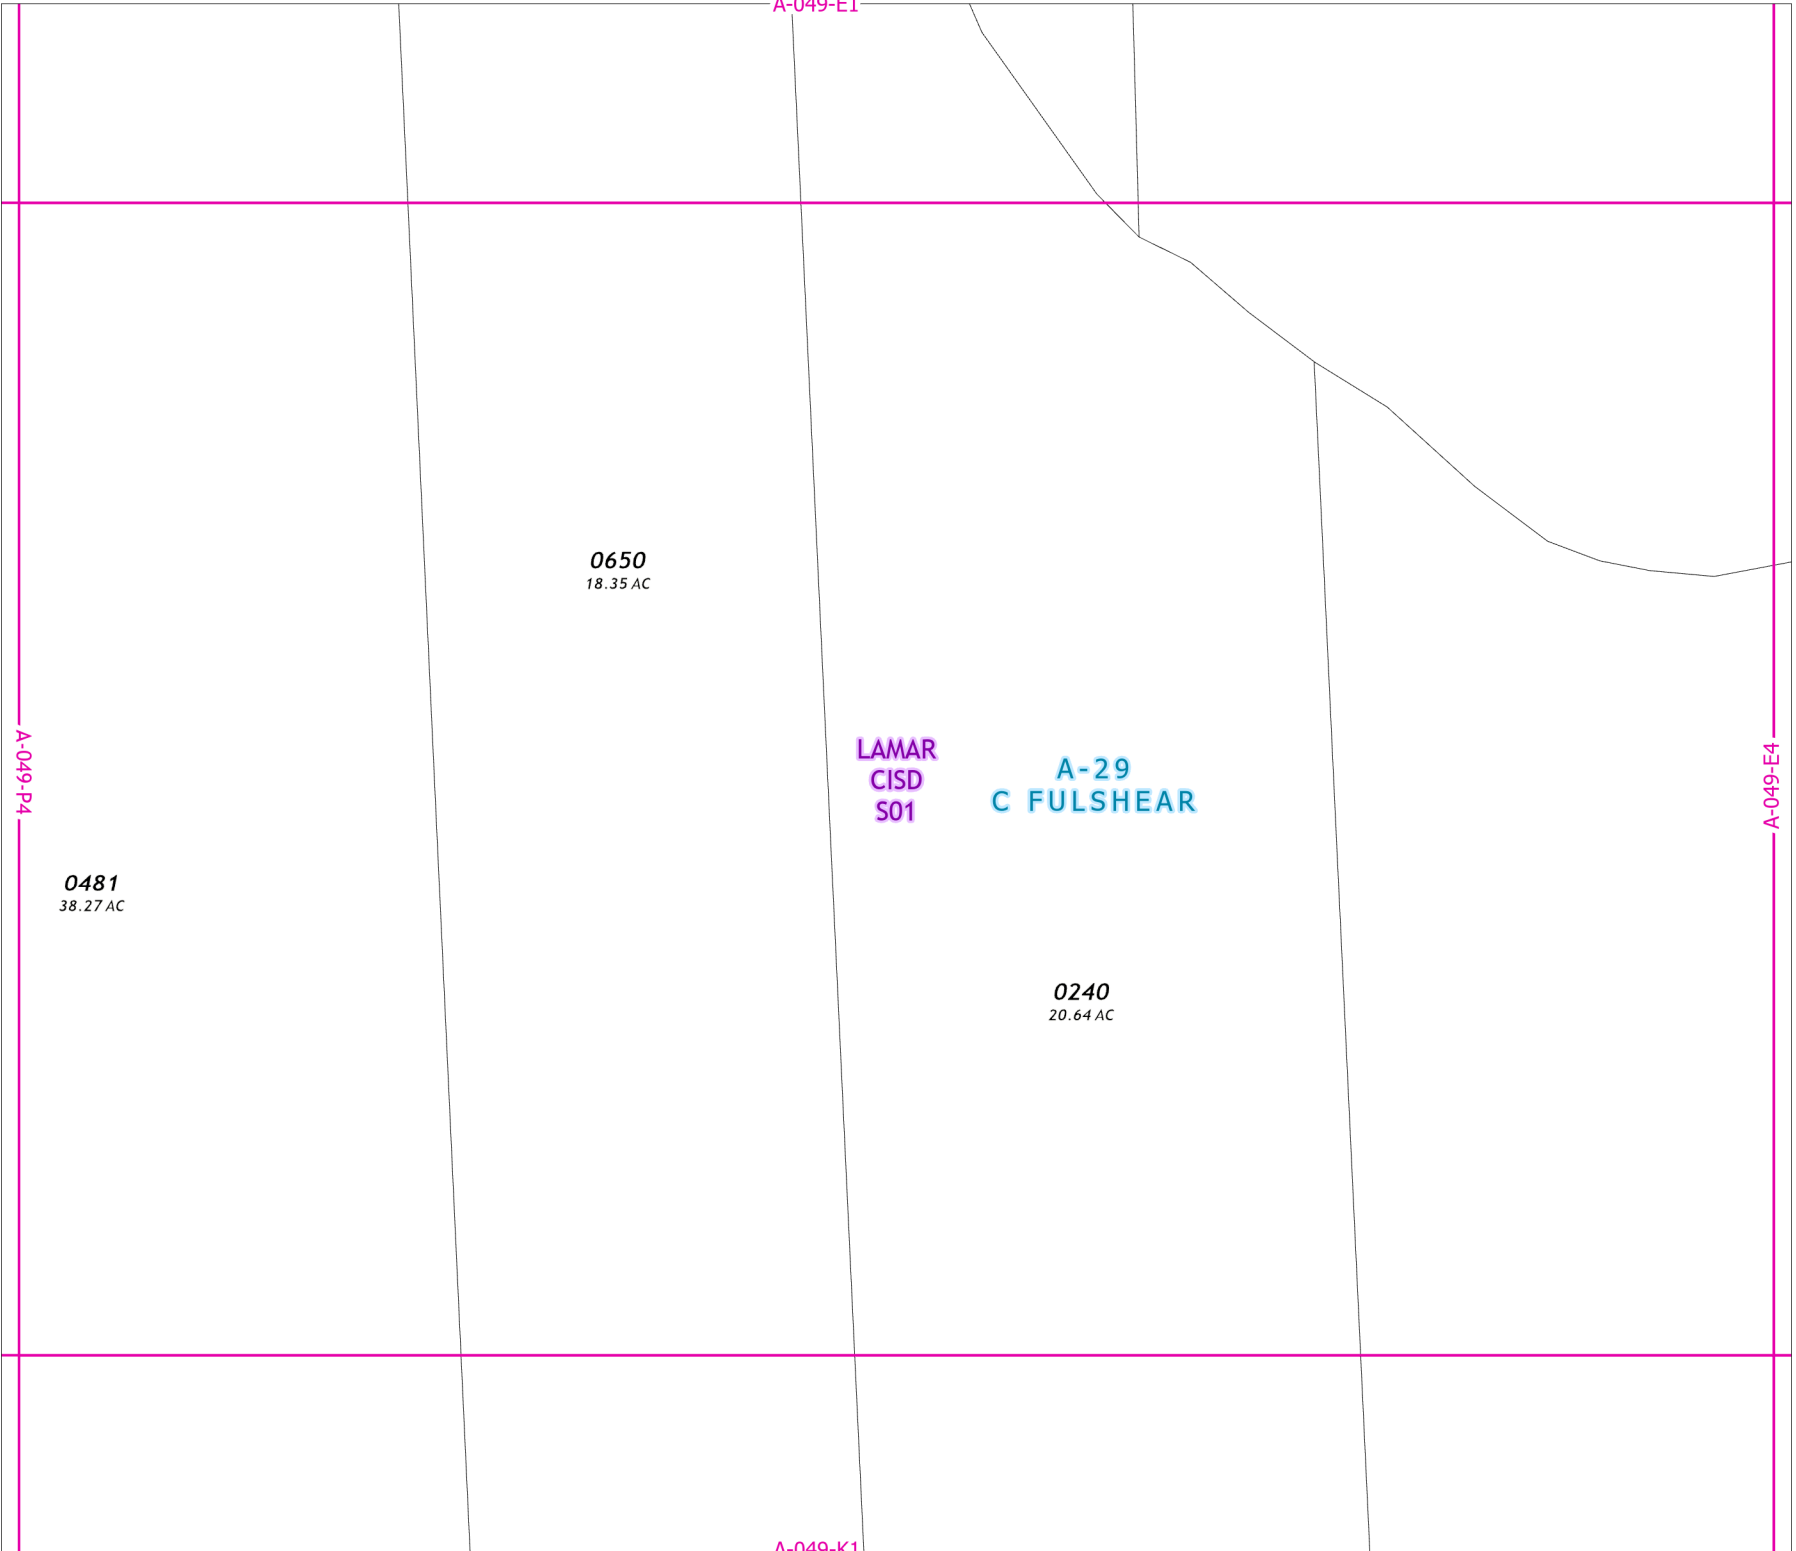 A-049-E1
0650
18.35 AC
LAMAR
CISD
S01
A-29
C FULSHEAR
A-049-P4
A-049-E4
0481
38.27 AC
0240
20.64 AC
A-049-K1